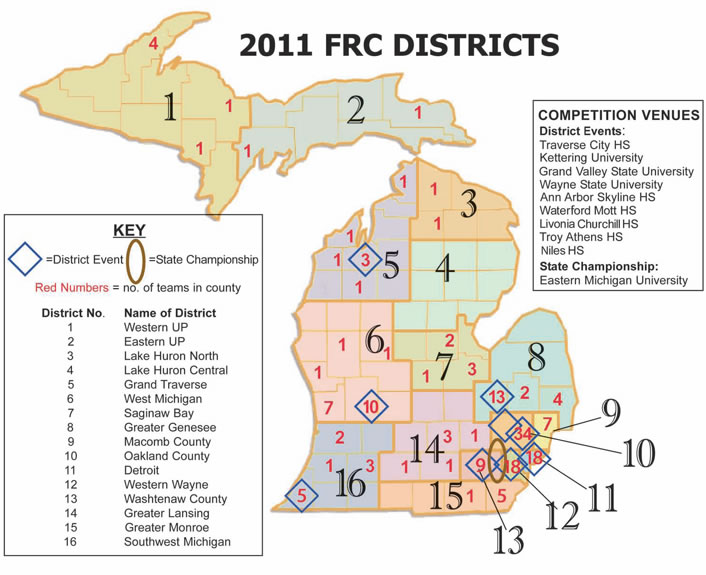 2011 FRC DISTRICTS
4
1
1
1
2
1
1
COMPETITION VENUES
District Events:
Traverse City HS
Kettering University
Grand Valley State University
Wayne State University
Ann Arbor Skyline HS
Waterford Mott HS
Livonia Churchill HS
Troy Athens HS
Niles HS
State Championship:
Eastern Michigan University
1
1
3
1
1
1
3
5
1
4
KEY
=District Event
=State Championship
Red Numbers = no. of teams in county
District No. Name of District
1 Western UP
2 Eastern UP
3 Lake Huron North
4 Lake Huron Central
5 Grand Traverse
6 West Michigan
7 Saginaw Bay
8 Greater Genesee
9 Macomb County
10 Oakland County
11 Detroit
12 Western Wayne
13 Washtenaw County
14 Greater Lansing
15 Greater Monroe
16 Southwest Michigan
6
1
1
7
10
2
7
1
3
8
13
2
4
7
9
34
10
2
1
3
16
5
14
3
1
1
1
9
18
18
11
12
13
15
1
5